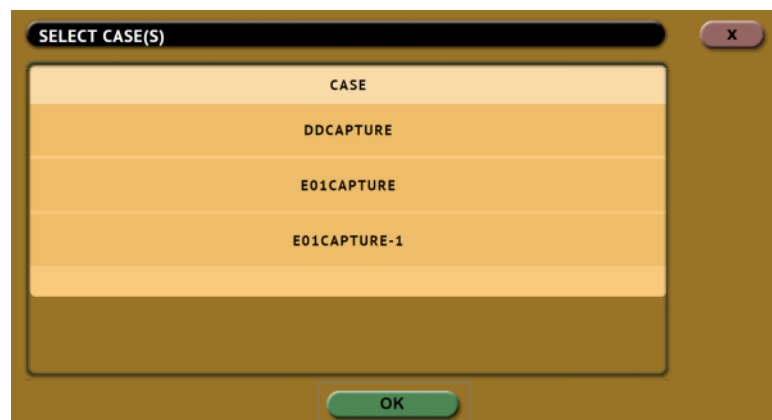 SELECT CASE(S) X
CASE
DDCAPTURE
E01CAPTURE
E01CAPTURE-1
OK